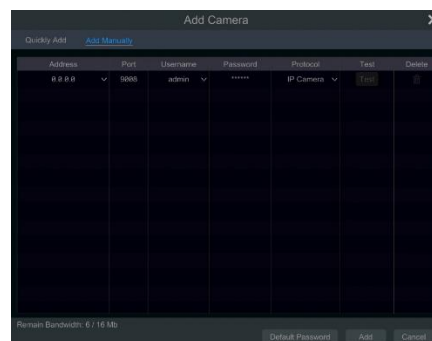 Add Camera
Quickly Add Add Manually
Address Port Username Password Protocol Test Delete
0.0.0.0 9008 admin ****** IP Camera Test
Remain Bandwidth: 6 / 16 Mb
Default Password Add Cancel